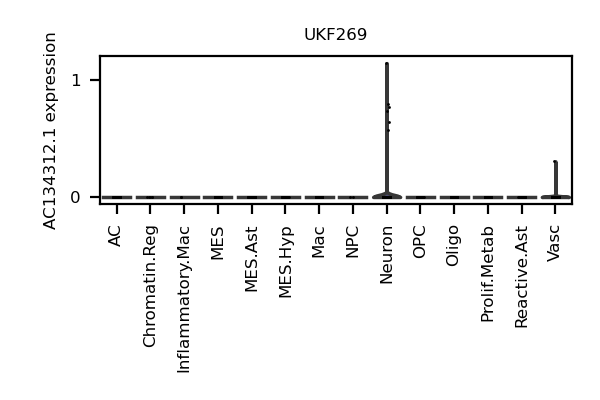 UKF269
AC134312.1 expression
1
0
AC
Chromatin.Reg
Inflammatory.Mac
MES
MES.Ast
MES.Hyp
Mac
NPC
Neuron
OPC
Oligo
Prolif.Metab
Reactive.Ast
Vasc